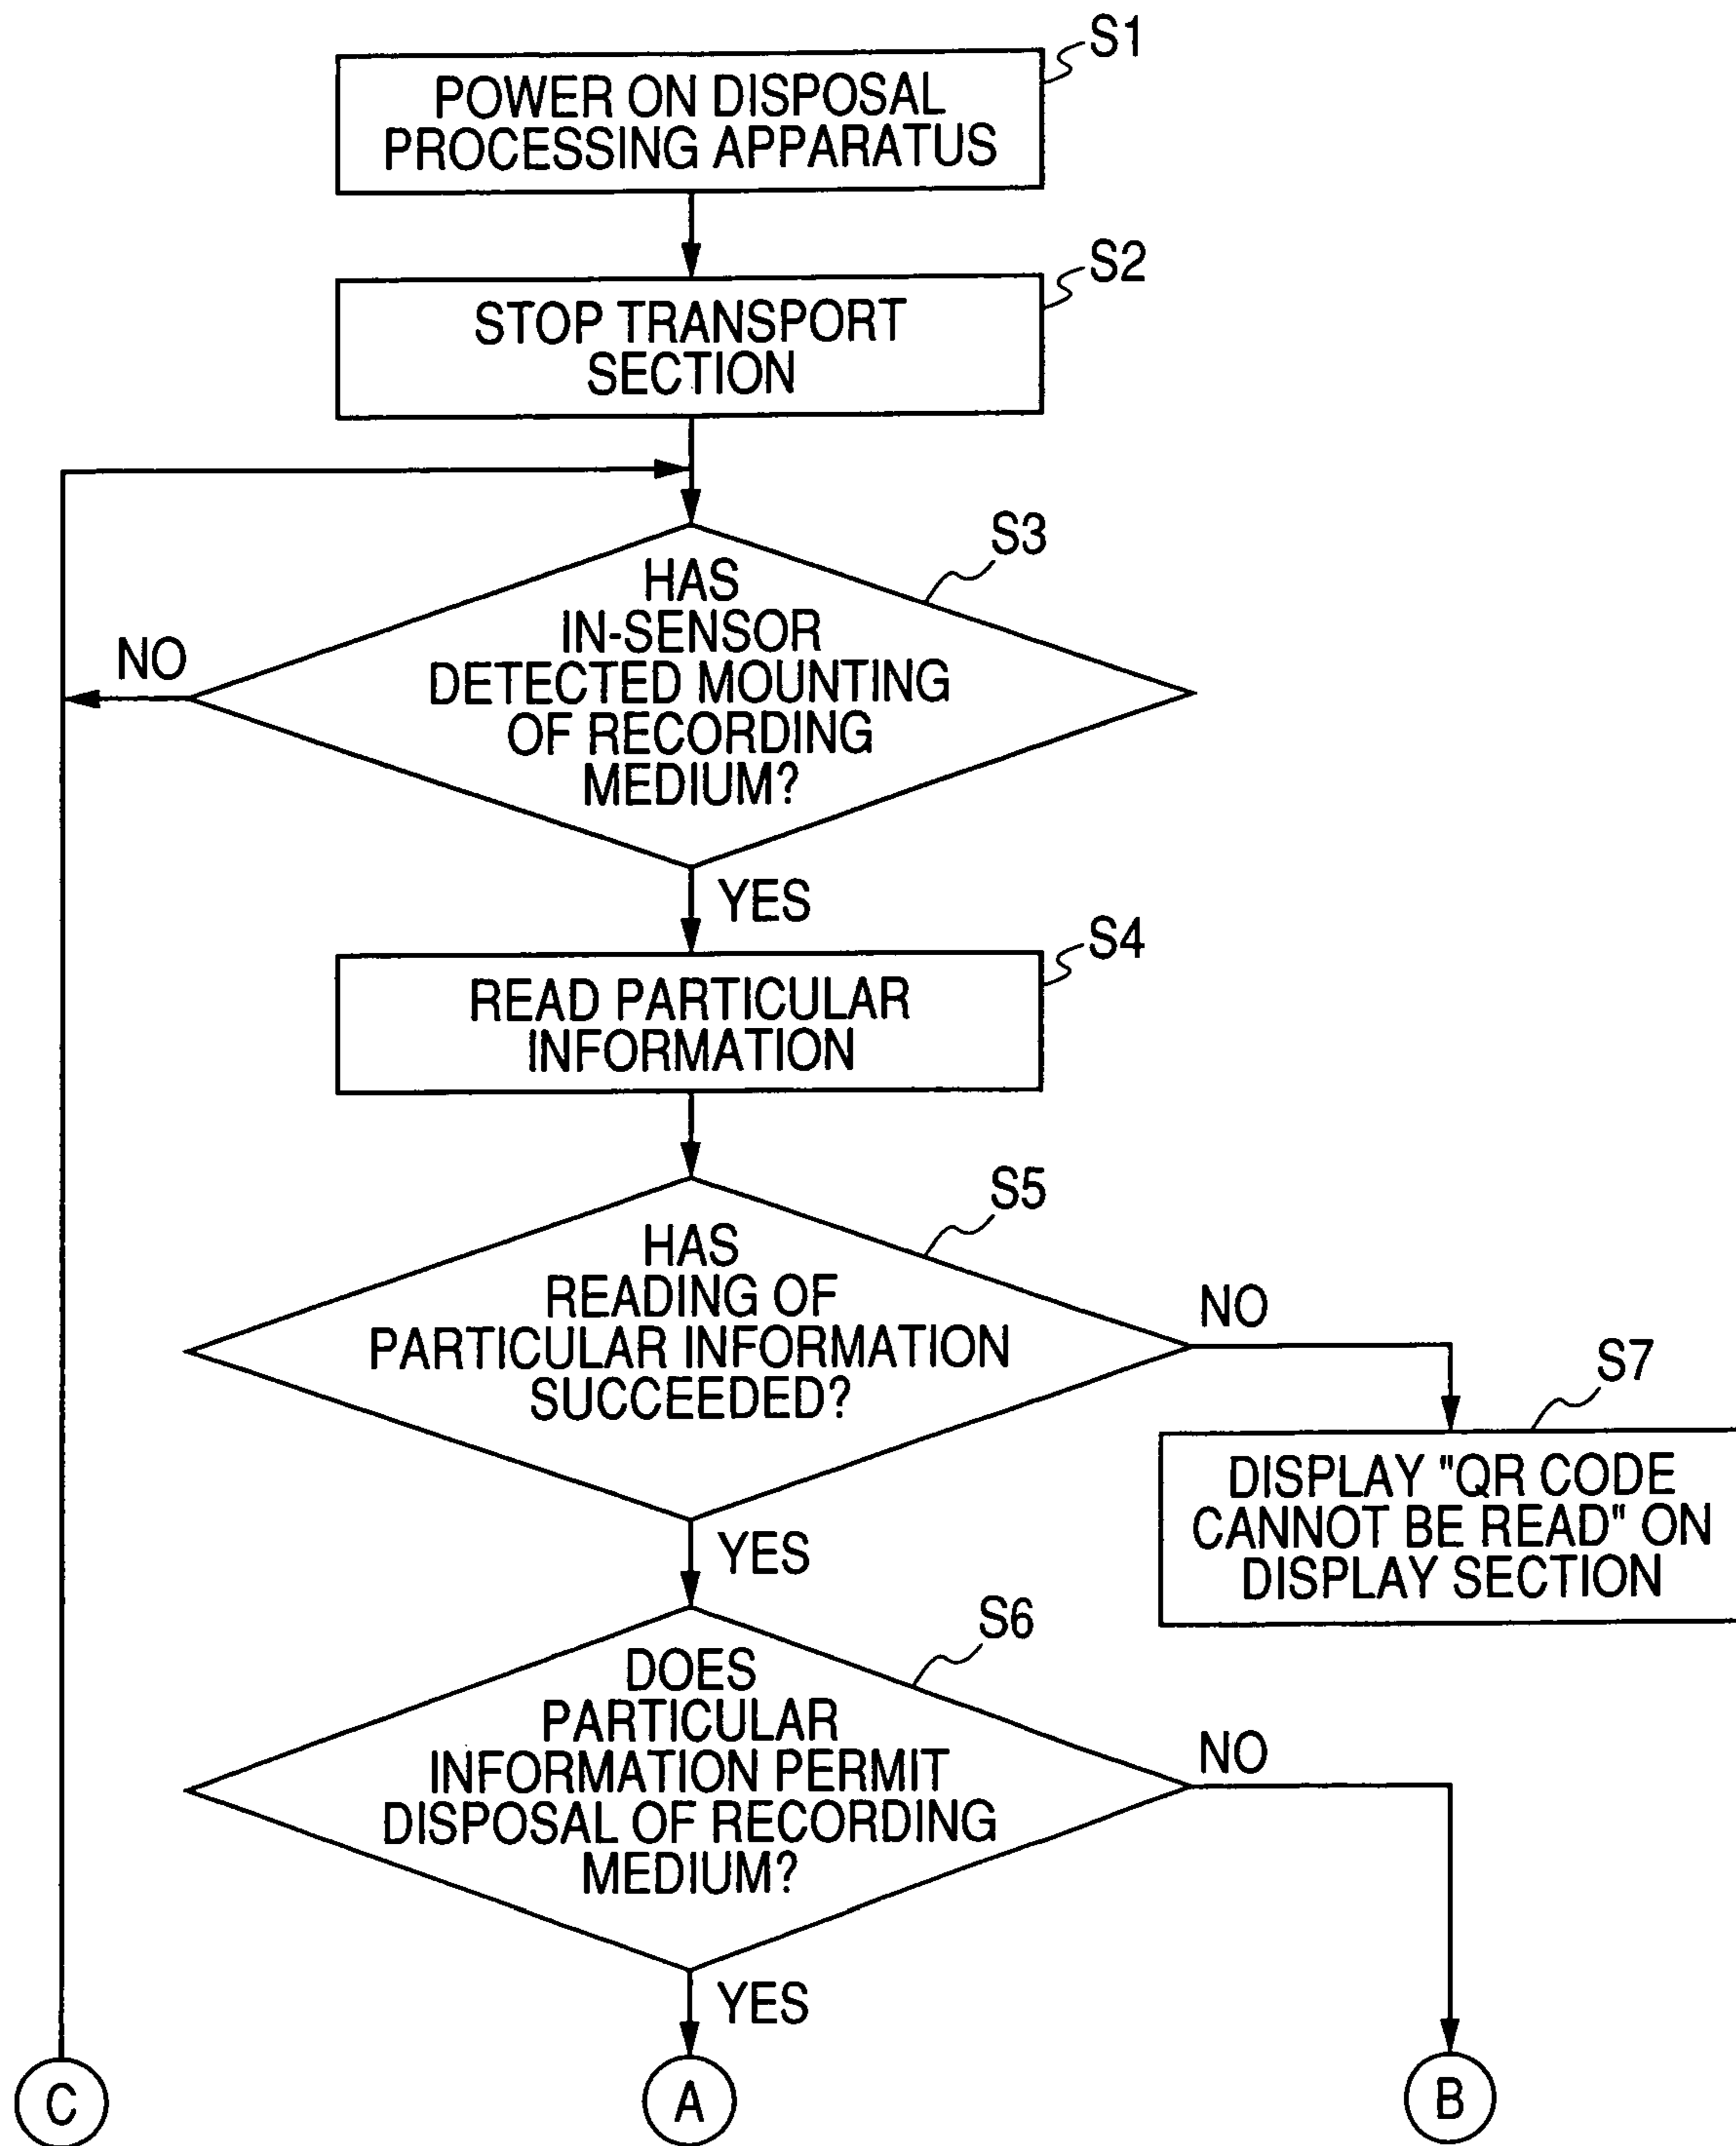 S1
POWER ON DISPOSAL
PROCESSING APPARATUS
S2
STOP TRANSPORT
SECTION
S3
HAS
IN-SENSOR
DETECTED MOUNTING
OF RECORDING
MEDIUM?
NO
YES
S4
READ PARTICULAR
INFORMATION
S5
HAS
READING OF
PARTICULAR INFORMATION
SUCCEEDED?
NO
YES
S7
DISPLAY "QR CODE
CANNOT BE READ" ON
DISPLAY SECTION
S6
DOES
PARTICULAR
INFORMATION PERMIT
DISPOSAL OF RECORDING
MEDIUM?
NO
YES
C
A
B